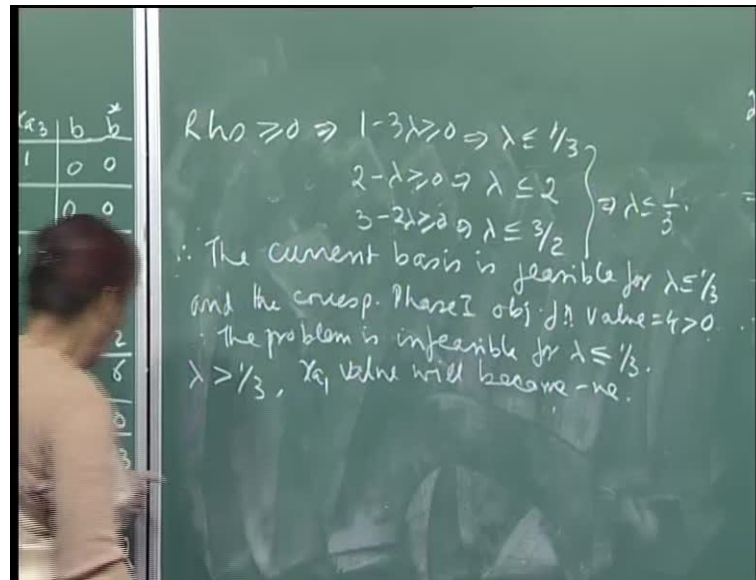 xa3 | b | b*
1 | 0 | 0
0 | 0
2
6
0
3
Rhs ≥ 0 ⇒ 1-3λ ≥ 0 ⇒ λ ≤ 1/3
2-λ ≥ 0 ⇒ λ ≤ 2
3-2λ ≥ 0 ⇒ λ ≤ 3/2
⇒ λ ≤ 1/3.
∴ The current basis is feasible for λ ≤ 1/3
and the corresp. Phase I obj. fn value = 4 > 0.
∴ The problem is infeasible for λ ≤ 1/3.
λ > 1/3, xa1 value will become -ve.